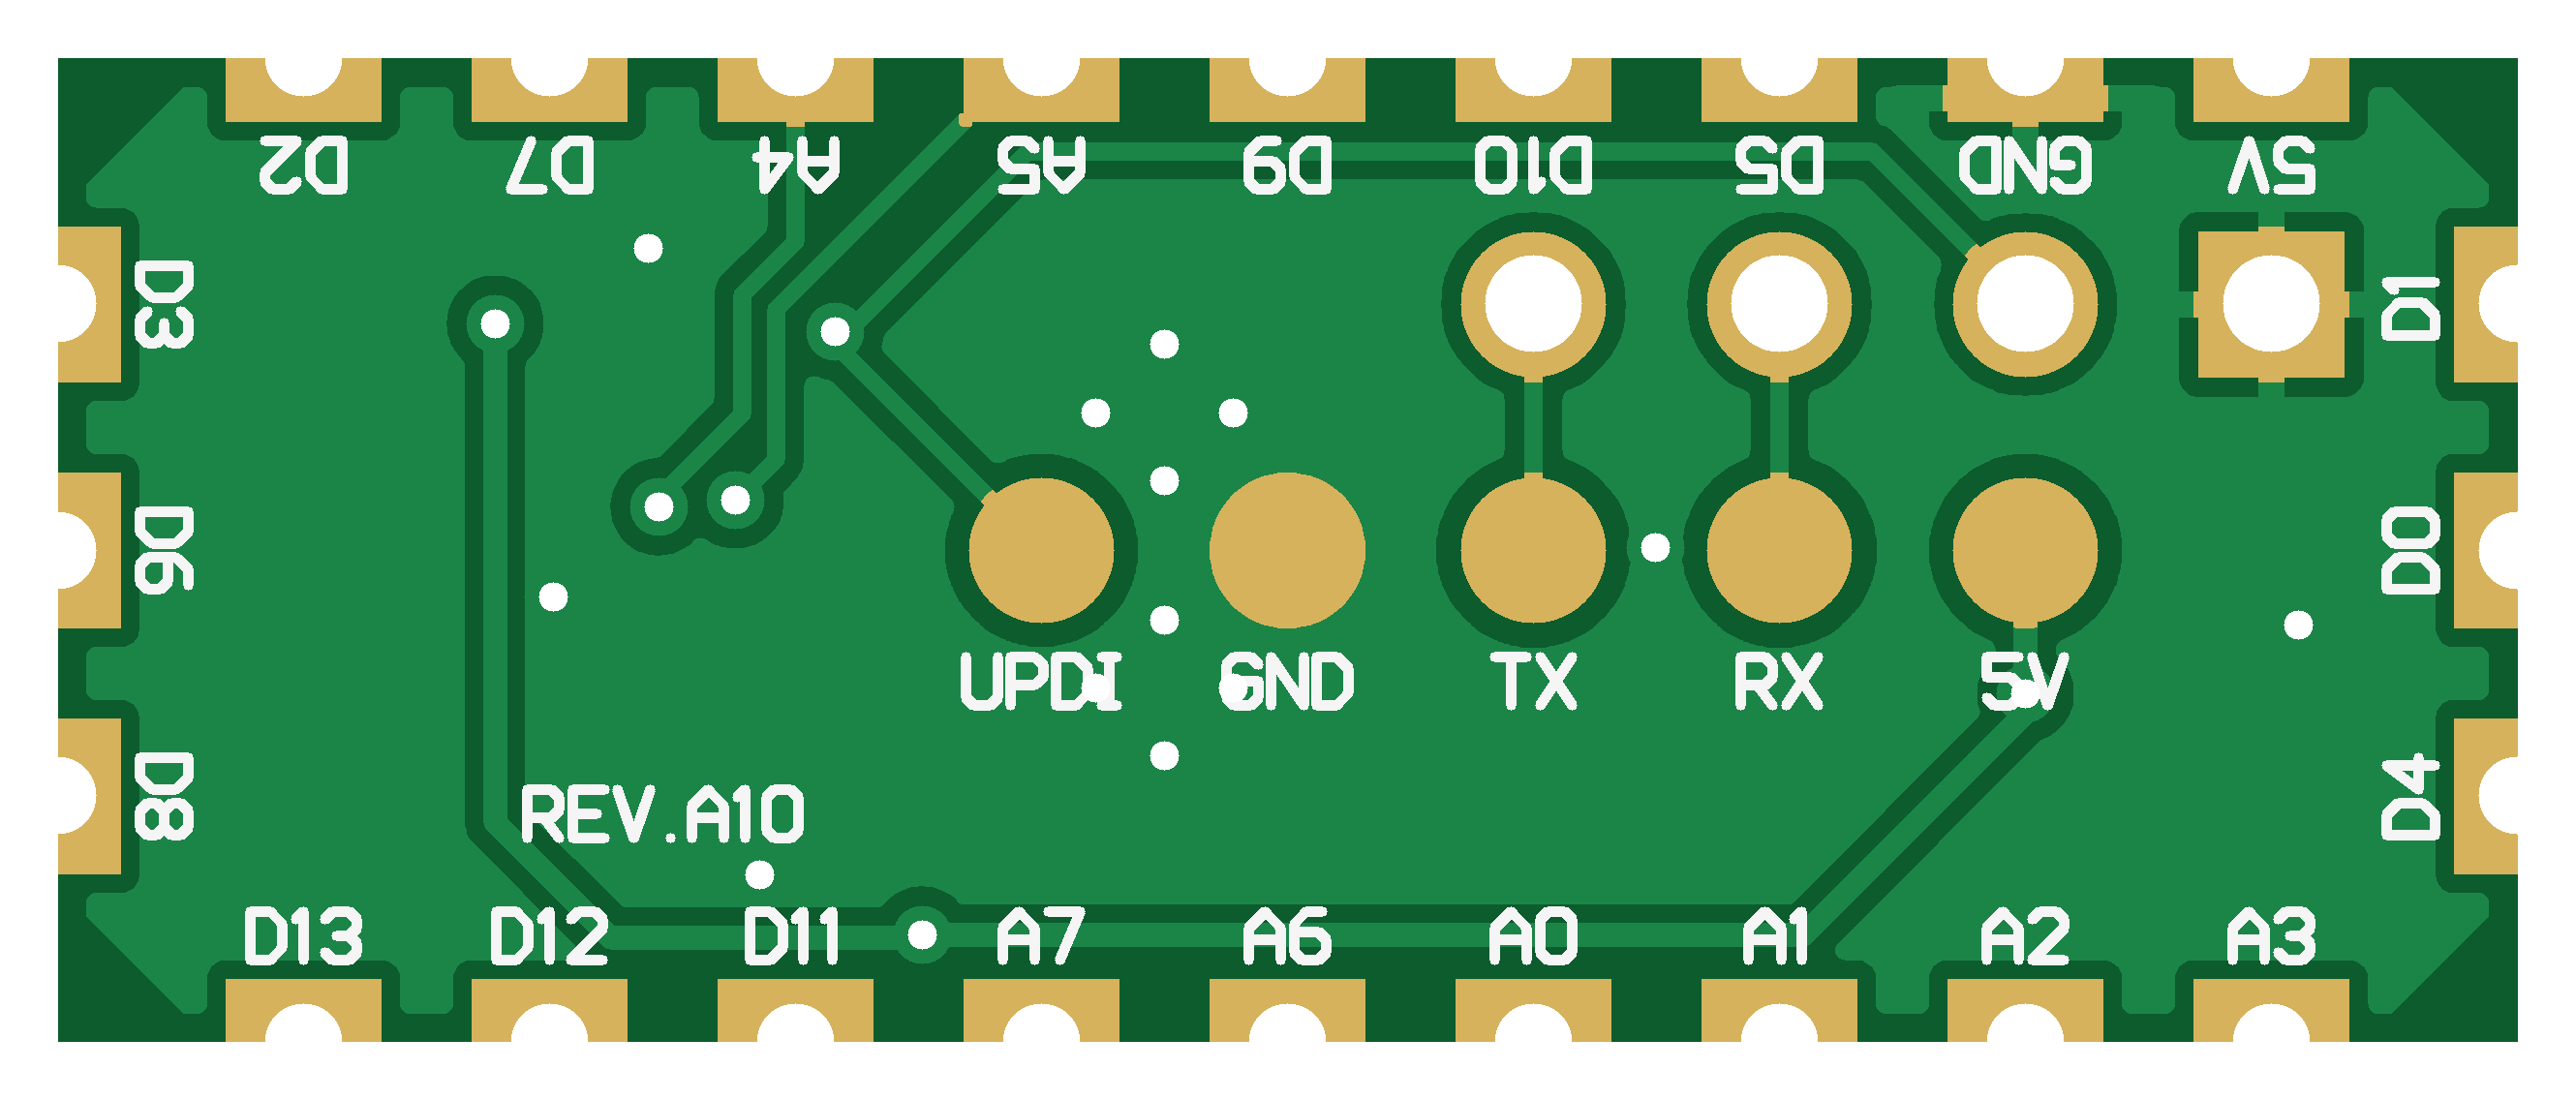 D2 D7 A4 A5 D9 D10 D5 GND 5V
D3 D1
D6 D0
UPDI GND TX RX 5V
D8 D4
REV.A10
D13 D12 D11 A7 A6 A0 A1 A2 A3